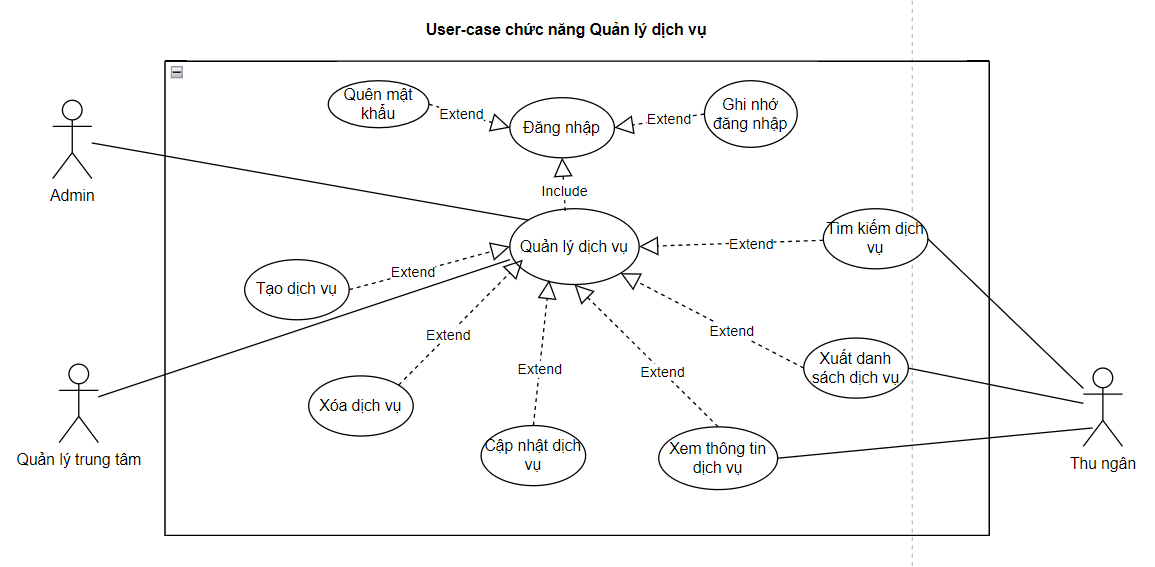 User-case chức năng Quản lý dịch vụ
Quên mật
khẩu
Extend
Đăng nhập
Extend
Ghi nhớ
đăng nhập
Admin
Include
Quản lý dịch vụ
Extend
Tìm kiếm dịch
vụ
Extend
Tạo dịch vụ
Extend
Extend
Xuất danh
sách dịch vụ
Extend
Extend
Xóa dịch vụ
Cập nhật dịch
vụ
Xem thông tin
dịch vụ
Quản lý trung tâm
Thu ngân